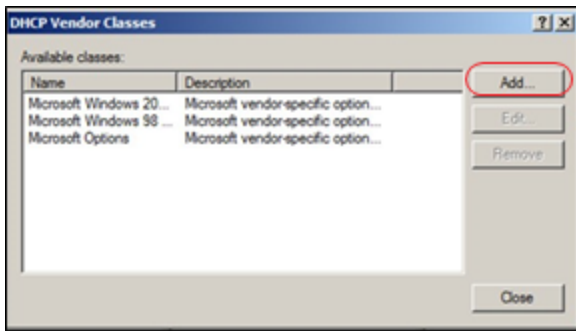 DHCP Vendor Classes
Available classes:
Name Description
Microsoft Windows 20... Microsoft vendor-specific option...
Microsoft Windows 98 ... Microsoft vendor-specific option...
Microsoft Options Microsoft vendor-specific option...
Add...
Edit...
Remove
Close